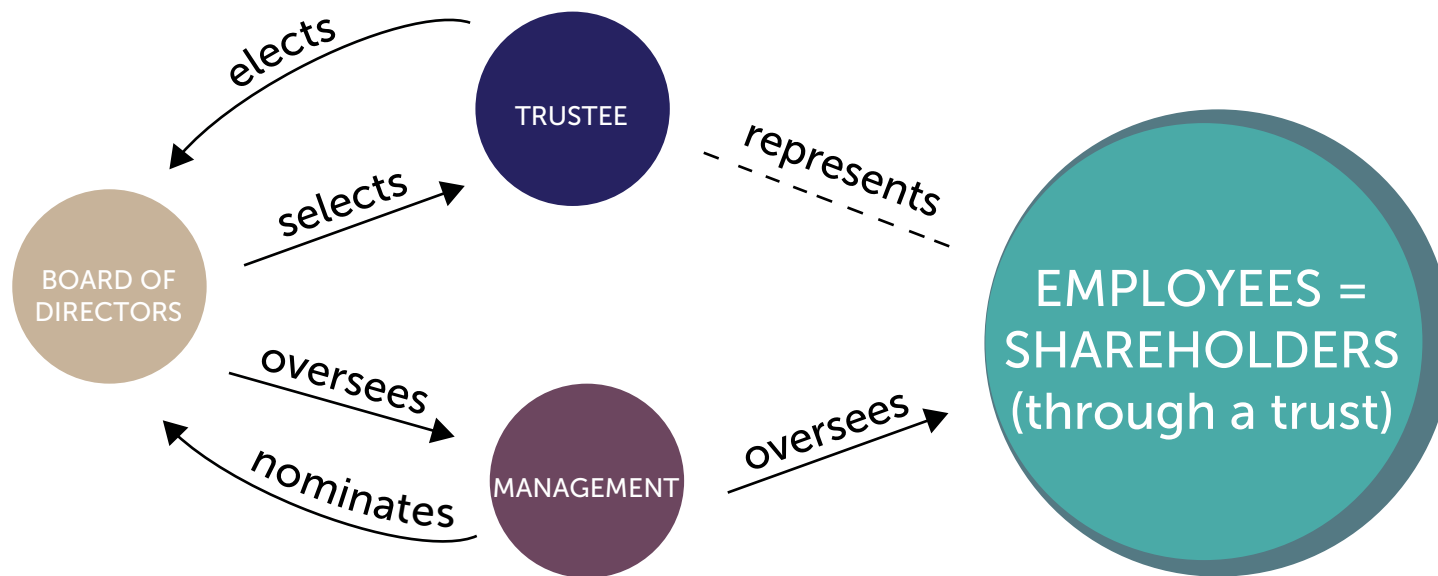 elects
TRUSTEE
represents
selects
BOARD OF
DIRECTORS
EMPLOYEES =
SHAREHOLDERS
(through a trust)
oversees
oversees
nominates
MANAGEMENT